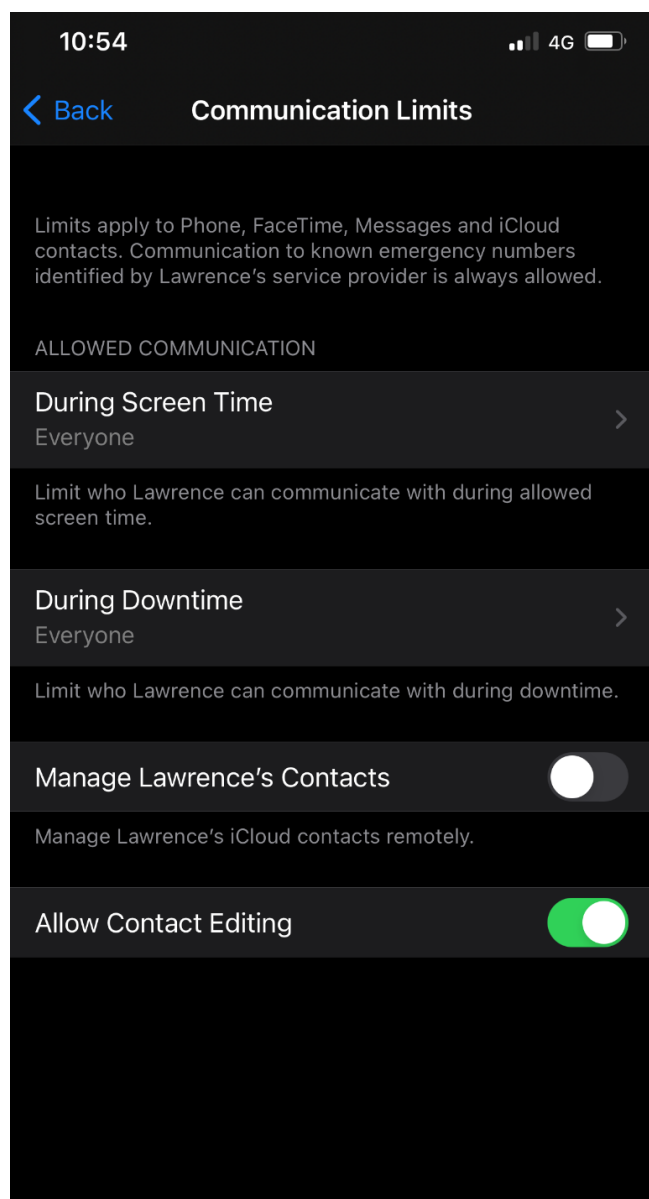 10:54 4G
Back Communication Limits
Limits apply to Phone, FaceTime, Messages and iCloud
contacts. Communication to known emergency numbers
identified by Lawrence’s service provider is always allowed.
ALLOWED COMMUNICATION
During Screen Time
Everyone
Limit who Lawrence can communicate with during allowed
screen time.
During Downtime
Everyone
Limit who Lawrence can communicate with during downtime.
Manage Lawrence’s Contacts
Manage Lawrence’s iCloud contacts remotely.
Allow Contact Editing